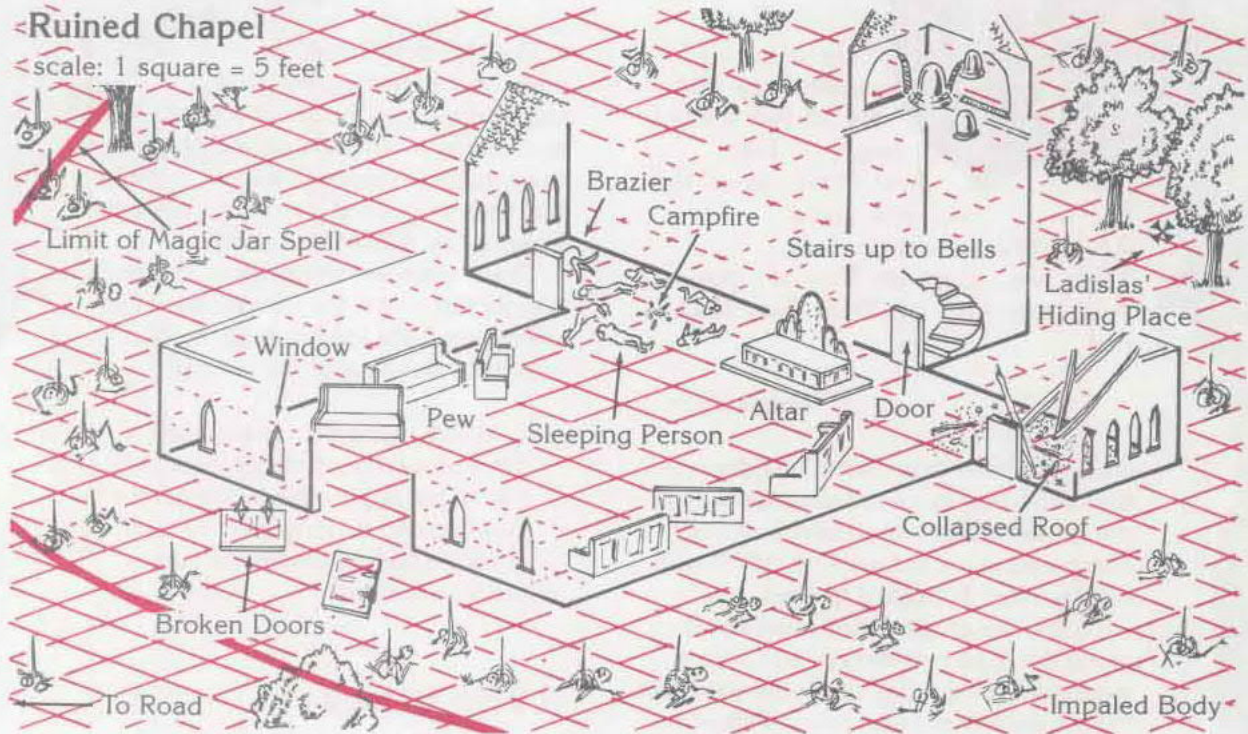 Ruined Chapel
scale: 1 square = 5 feet
Brazier
Campfire
Limit of Magic Jar Spell
Stairs up to Bells
Ladislas'
Hiding Place
Window
Pew
Sleeping Person
Altar
Door
Collapsed Roof
Broken Doors
To Road
Impaled Body